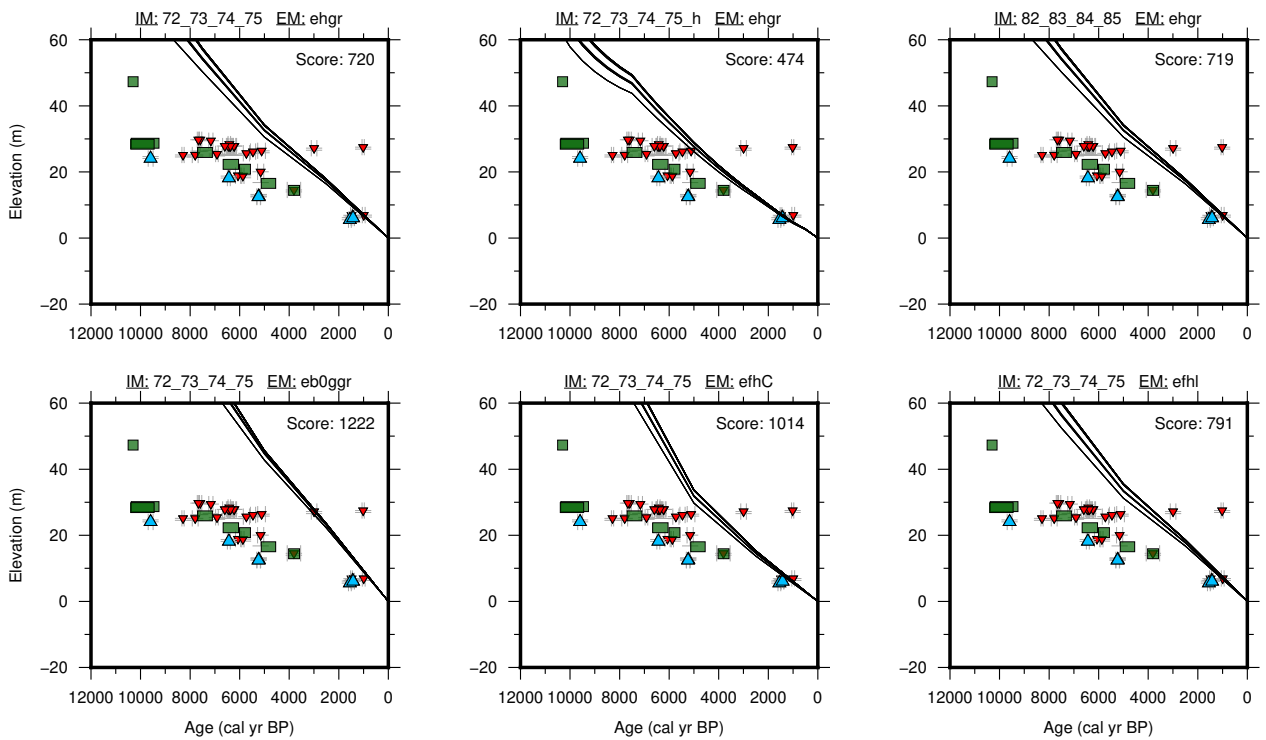 IM: 72_73_74_75 EM: ehgr
IM: 72_73_74_75_h EM: ehgr
IM: 82_83_84_85 EM: ehgr
60
40
20
0
−20
Elevation (m)
Score: 720
12000 10000 8000 6000 4000 2000 0
60
40
20
0
−20
Score: 474
12000 10000 8000 6000 4000 2000 0
60
40
20
0
−20
Score: 719
12000 10000 8000 6000 4000 2000 0
IM: 72_73_74_75 EM: eb0ggr
IM: 72_73_74_75 EM: efhC
IM: 72_73_74_75 EM: efhl
60
40
20
0
−20
Elevation (m)
Score: 1222
12000 10000 8000 6000 4000 2000 0
Age (cal yr BP)
60
40
20
0
−20
Score: 1014
12000 10000 8000 6000 4000 2000 0
Age (cal yr BP)
60
40
20
0
−20
Score: 791
12000 10000 8000 6000 4000 2000 0
Age (cal yr BP)